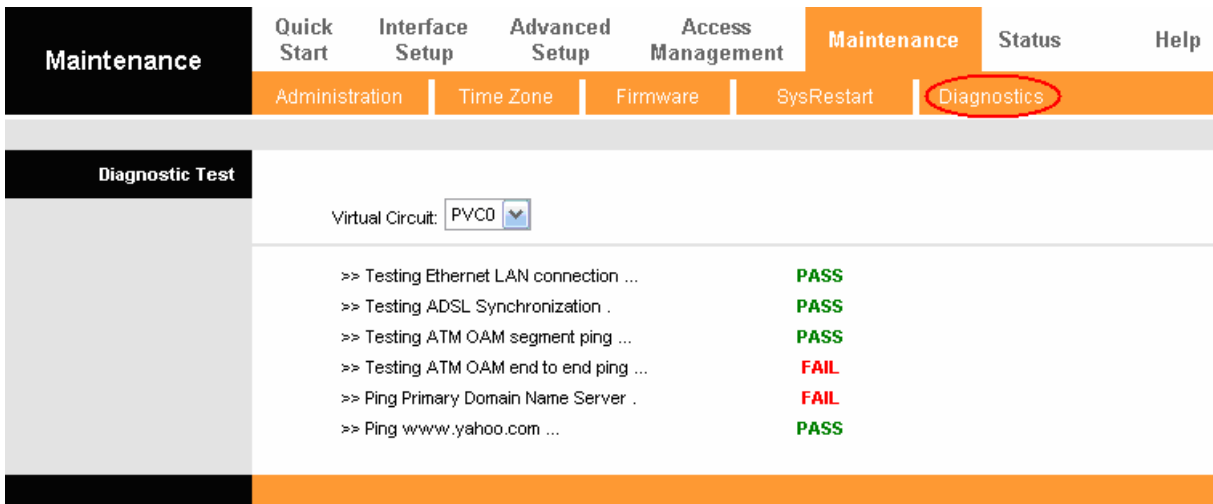 Maintenance
Quick Start
Interface Setup
Advanced Setup
Access Management
Maintenance
Status
Help
Administration
Time Zone
Firmware
SysRestart
Diagnostics
Diagnostic Test
Virtual Circuit: PVC0
>> Testing Ethernet LAN connection ... PASS
>> Testing ADSL Synchronization . PASS
>> Testing ATM OAM segment ping ... PASS
>> Testing ATM OAM end to end ping ... FAIL
>> Ping Primary Domain Name Server . FAIL
>> Ping www.yahoo.com ... PASS